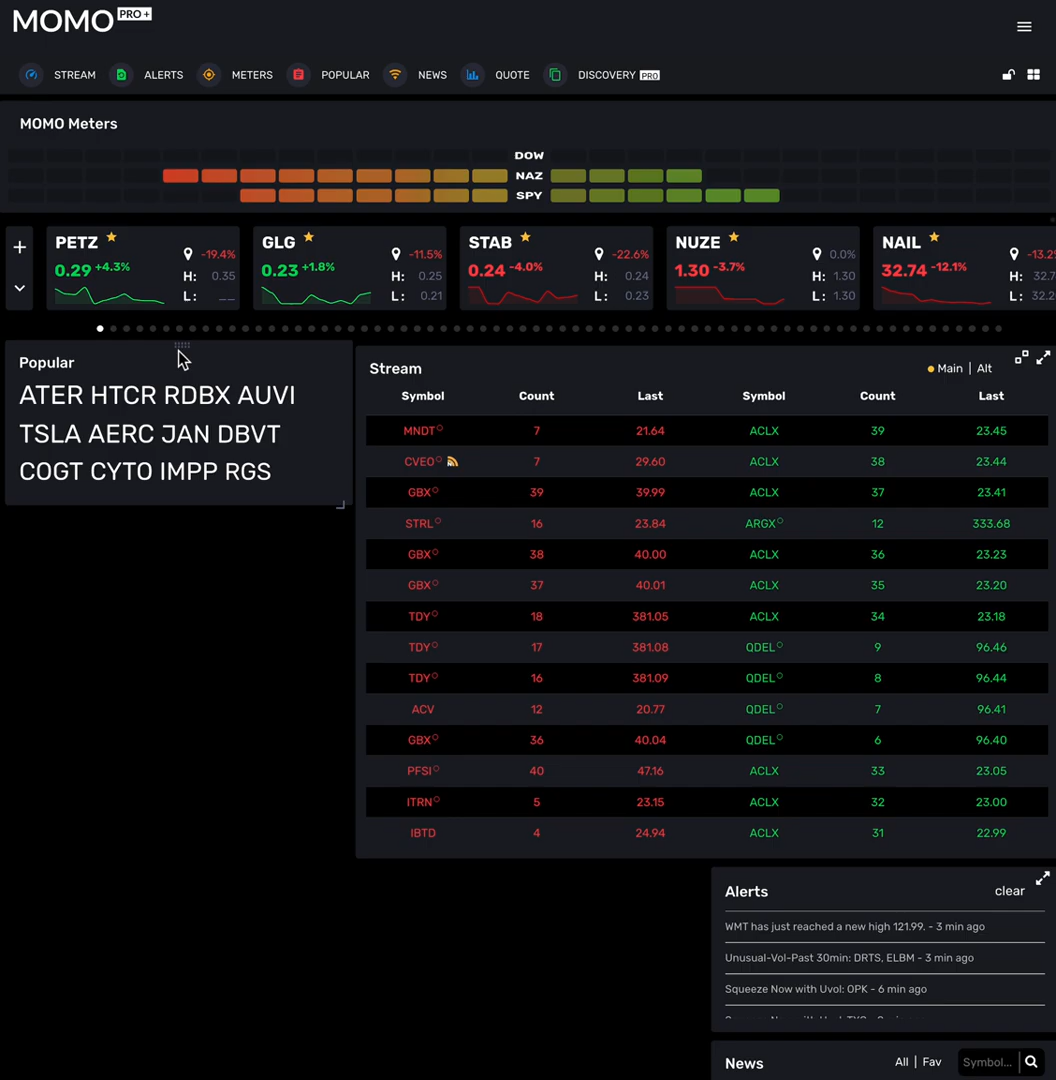 MOMO PRO +
STREAM ALERTS METERS POPULAR NEWS QUOTE DISCOVERY PRO
MOMO Meters
DOW
NAZ
SPY
PETZ -19.4%
0.29 +4.3% H: 0.35
L: __
GLG -11.5%
0.23 +1.8% H: 0.25
L: 0.21
STAB -22.6%
0.24 -4.0% H: 0.24
L: 0.23
NUZE 0.0%
1.30 -3.7% H: 1.30
L: 1.30
NAIL
32.74 -12.1% H:
L:
Popular
ATER HTCR RDBX AUVI
TSLA AERC JAN DBVT
COGT CYTO IMPP RGS
Stream Main | Alt
Symbol Count Last Symbol Count Last
MNDT 7 21.64 ACLX 39 23.45
CVEO 7 29.60 ACLX 38 23.44
GBX 39 39.99 ACLX 37 23.41
STRL 16 23.84 ARGX 12 333.68
GBX 38 40.00 ACLX 36 23.23
GBX 37 40.01 ACLX 35 23.20
TDY 18 381.05 ACLX 34 23.18
TDY 17 381.08 QDEL 9 96.46
TDY 16 381.09 QDEL 8 96.44
ACV 12 20.77 QDEL 7 96.41
GBX 36 40.04 QDEL 6 96.40
PFSI 40 47.16 ACLX 33 23.05
ITRN 5 23.15 ACLX 32 23.00
IBTD 4 24.94 ACLX 31 22.99
Alerts clear
WMT has just reached a new high 121.99. - 3 min ago
Unusual-Vol-Past 30min: DRTS, ELBM - 3 min ago
Squeeze Now with Uvol: OPK - 6 min ago
News All | Fav Symbol...